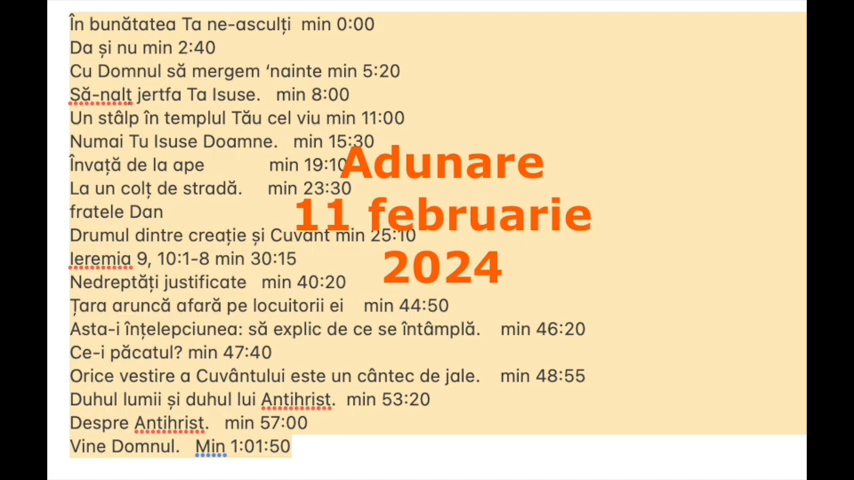 În bunătatea Ta ne-asculți min 0:00
Da și nu min 2:40
Cu Domnul să mergem ‘nainte min 5:20
Să-nalț jertfa Ta Isuse. min 8:00
Un stâlp în templul Tău cel viu min 11:00
Numai Tu Isuse Doamne. min 15:30
Învață de la ape min 19:10
La un colț de stradă. min 23:30
fratele Dan
Drumul dintre creație și Cuvânt min 25:10
Ieremia 9, 10:1-8 min 30:15
Nedreptăți justificate min 40:20
Țara aruncă afară pe locuitorii ei min 44:50
Asta-i înțelepciunea: să explic de ce se întâmplă. min 46:20
Ce-i păcatul? min 47:40
Orice vestire a Cuvântului este un cântec de jale. min 48:55
Duhul lumii și duhul lui Antihrist. min 53:20
Despre Antihrist. min 57:00
Vine Domnul. Min 1:01:50
Adunare
11 februarie
2024